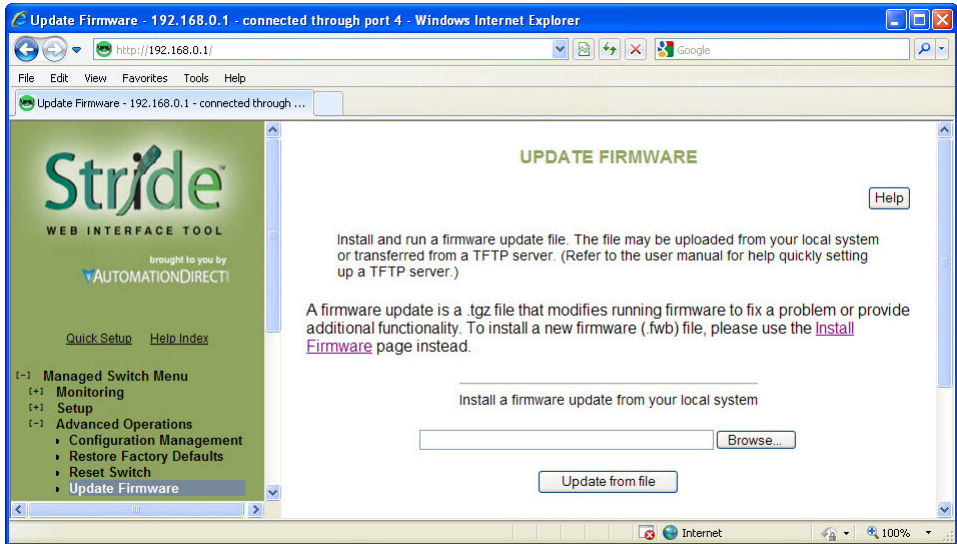 Update Firmware - 192.168.0.1 - connected through port 4 - Windows Internet Explorer
http://192.168.0.1/
Google
File Edit View Favorites Tools Help
Update Firmware - 192.168.0.1 - connected through ...
Stride™
WEB INTERFACE TOOL
brought to you by
AUTOMATIONDIRECT
Quick Setup Help Index
[-] Managed Switch Menu
[+] Monitoring
[+] Setup
[-] Advanced Operations
Configuration Management
Restore Factory Defaults
Reset Switch
Update Firmware
UPDATE FIRMWARE
Help
Install and run a firmware update file. The file may be uploaded from your local system
or transferred from a TFTP server. (Refer to the user manual for help quickly setting
up a TFTP server.)
A firmware update is a .tgz file that modifies running firmware to fix a problem or provide
additional functionality. To install a new firmware (.fwb) file, please use the Install
Firmware page instead.
Install a firmware update from your local system
Browse...
Update from file
Internet
100%